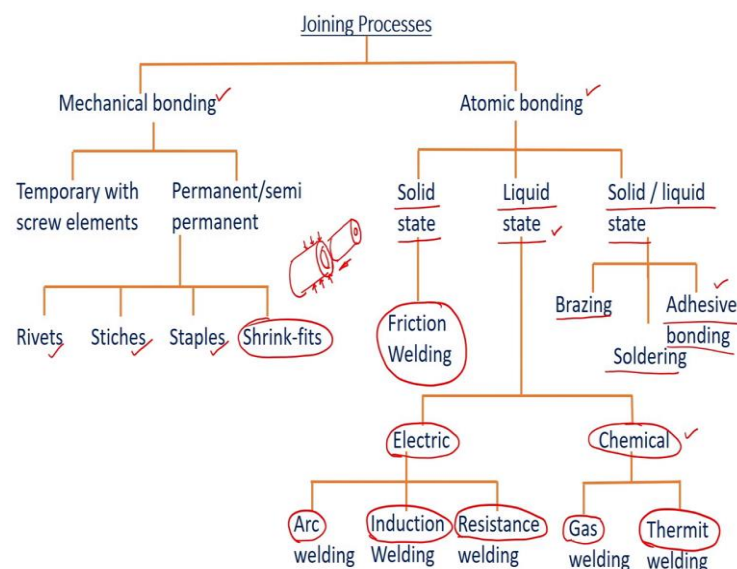 Joining Processes
Mechanical bonding
Atomic bonding
Temporary with
screw elements
Permanent/semi
permanent
Solid
state
Liquid
state
Solid / liquid
state
Rivets
Stiches
Staples
Shrink-fits
Friction
Welding
Brazing
Adhesive
bonding
Soldering
Electric
Chemical
Arc
welding
Induction
Welding
Resistance
welding
Gas
welding
Thermit
welding